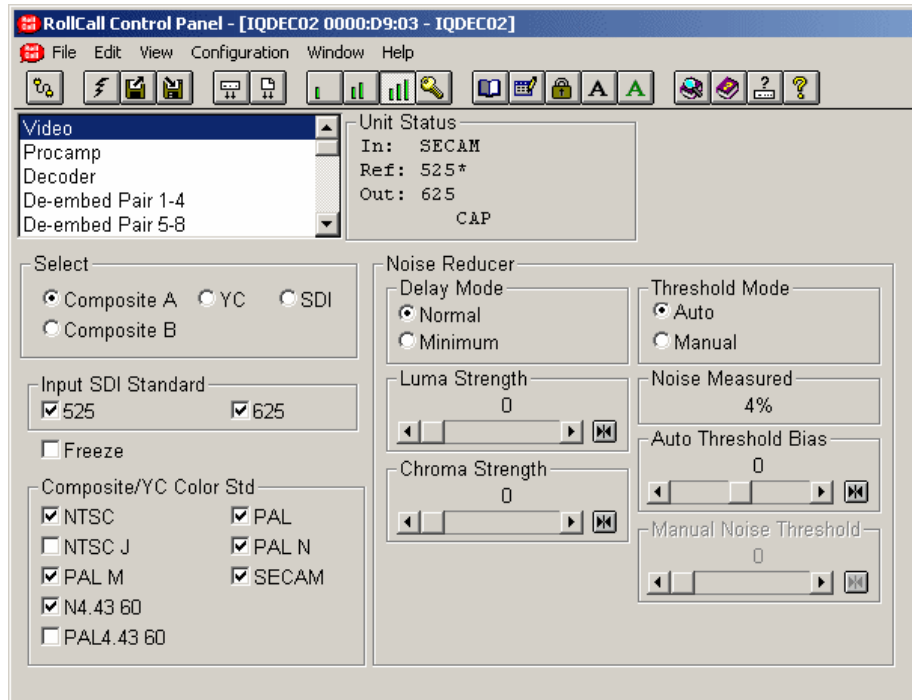 RollCall Control Panel - [IQDEC02 0000:D9:03 - IQDEC02]
File Edit View Configuration Window Help
A A ? ?
Video
Procamp
Decoder
De-embed Pair 1-4
De-embed Pair 5-8
Unit Status
In: SECAM
Ref: 525*
Out: 625
CAP
Select
Composite A YC SDI
Composite B
Input SDI Standard
525 625
Freeze
Composite/YC Color Std
NTSC PAL
NTSC J PAL N
PAL M SECAM
N4.43 60
PAL4.43 60
Noise Reducer
Delay Mode
Normal
Minimum
Luma Strength
0
Chroma Strength
0
Threshold Mode
Auto
Manual
Noise Measured
4%
Auto Threshold Bias
0
Manual Noise Threshold
0